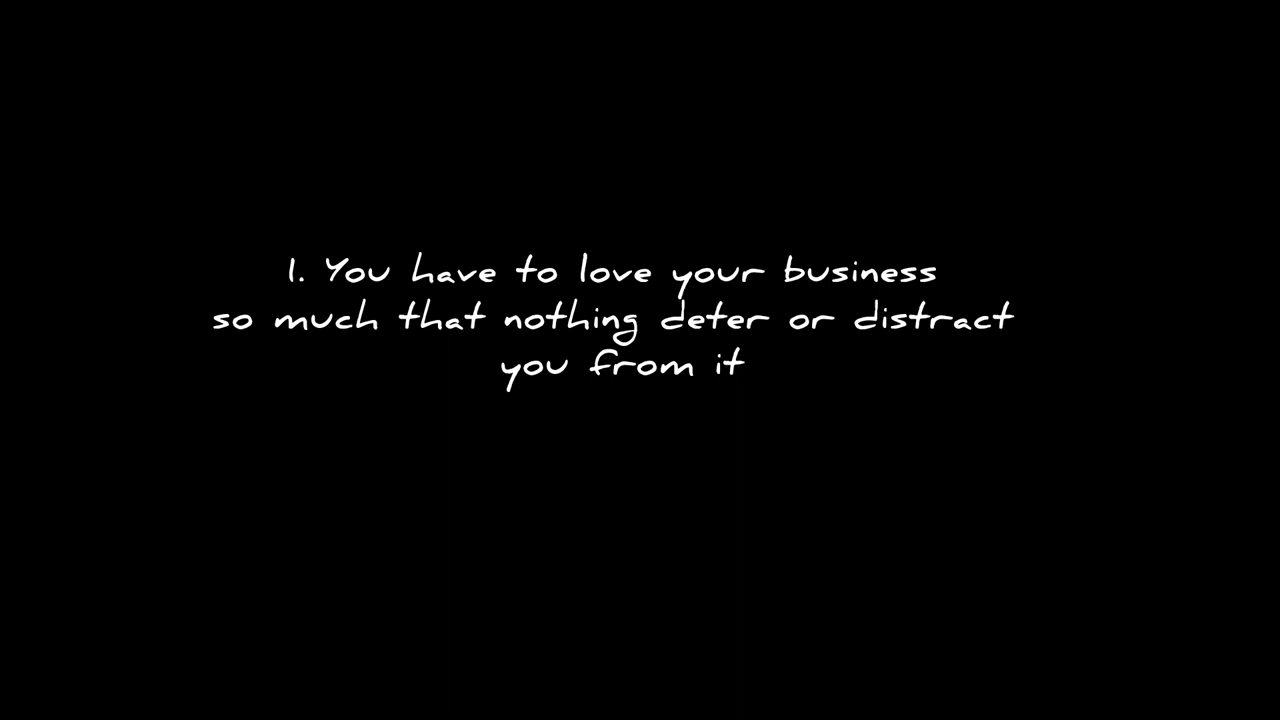 1. You have to love your business
so much that nothing deter or distract
you from it